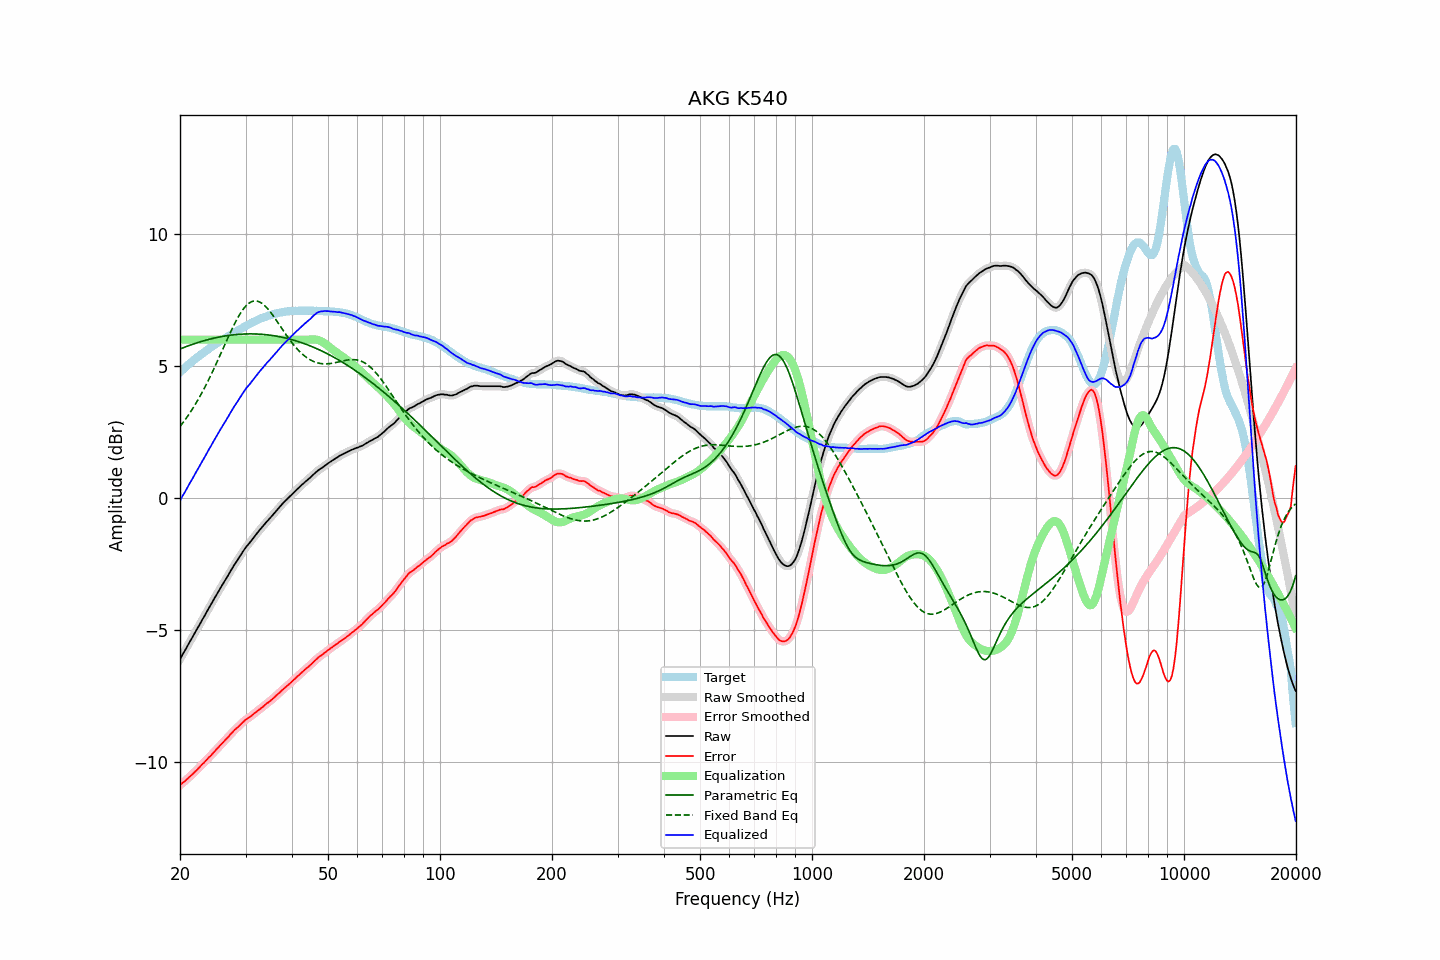 AKG K540
Amplitude (dBr)
10
5
0
−5
−10
Target
Raw Smoothed
Error Smoothed
Raw
Error
Equalization
Parametric Eq
Fixed Band Eq
Equalized
20 50 100 200 500 1000 2000 5000 10000 20000
Frequency (Hz)